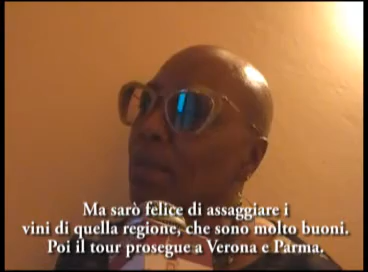 Ma sarò felice di assaggiare i
vini di quella regione, che sono molto buoni.
Poi il tour prosegue a Verona e Parma.